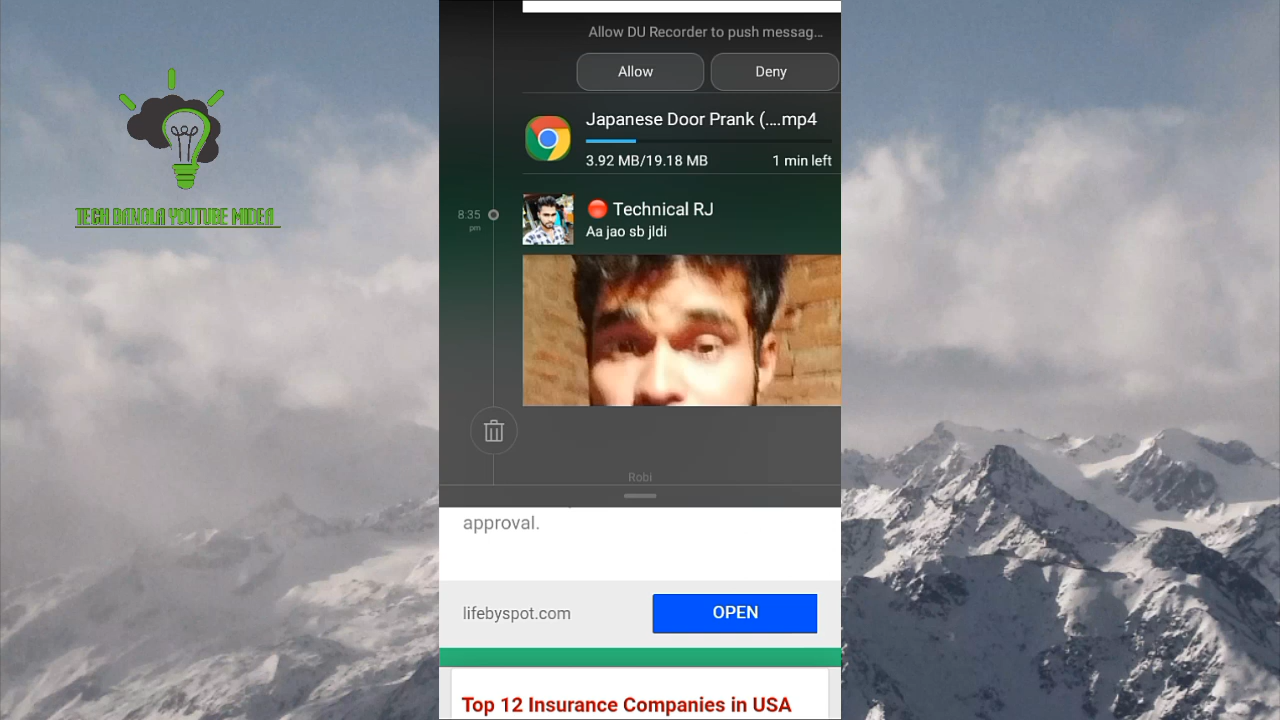 TECH BANGLA YOUTUBE MIDEA
Allow DU Recorder to push messag...
Allow
Deny
Japanese Door Prank (....mp4
3.92 MB/19.18 MB
1 min left
8:35
pm
🔴 Technical RJ
Aa jao sb jldi
Robi
approval.
lifebyspot.com
OPEN
Top 12 Insurance Companies in USA